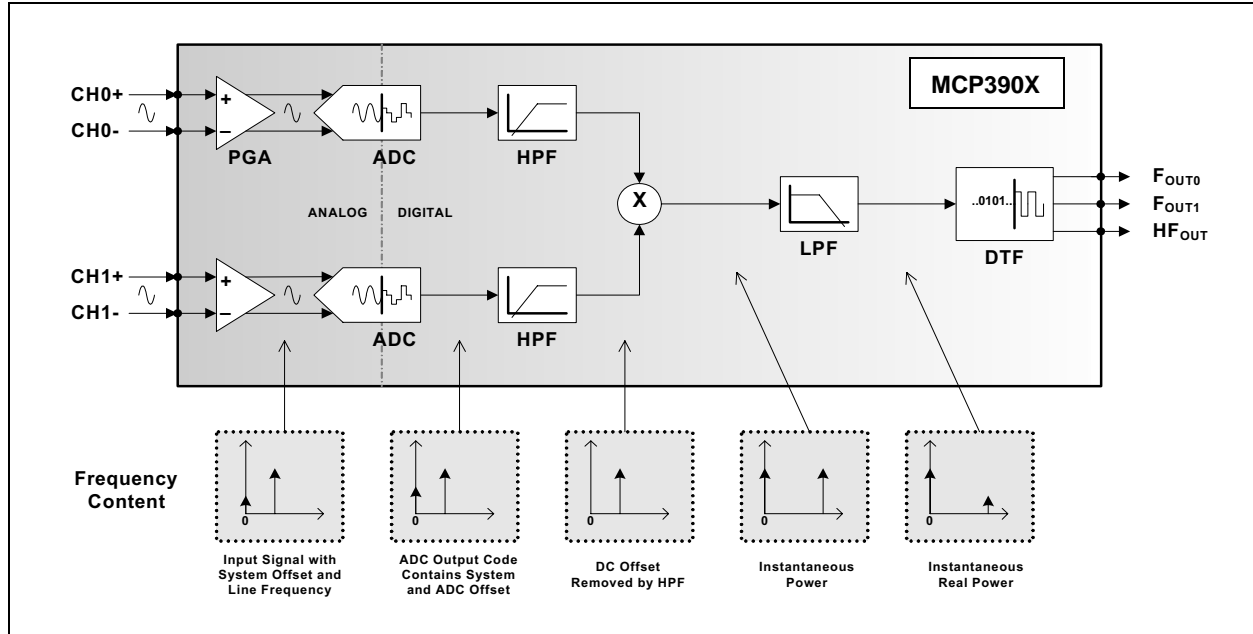 MCP390X
CH0+
CH0-
PGA
ADC
HPF
ANALOG
DIGITAL
X
LPF
..0101..
DTF
FOUT0
FOUT1
HFOUT
CH1+
CH1-
ADC
HPF
Frequency
Content
0
0
0
0
0
Input Signal with
System Offset and
Line Frequency
ADC Output Code
Contains System
and ADC Offset
DC Offset
Removed by HPF
Instantaneous
Power
Instantaneous
Real Power